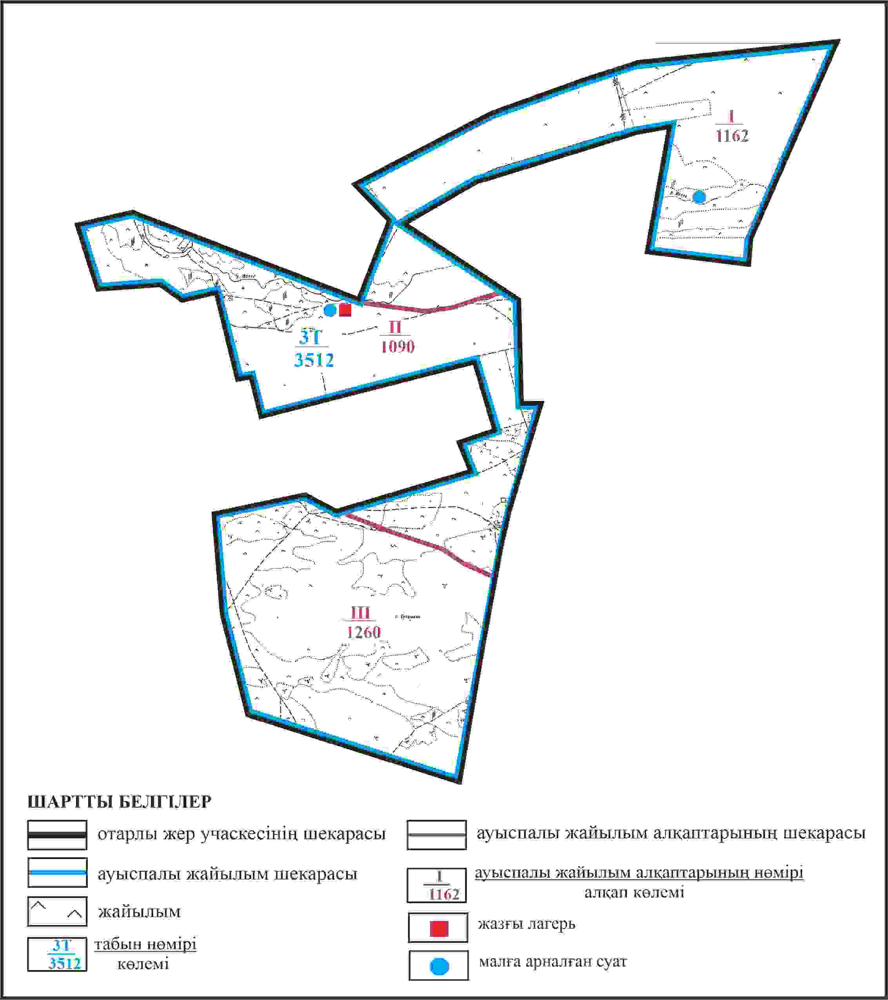 I
1162
3Т
3512
II
1090
III
1260
ШАРТТЫ БЕЛГІЛЕР
отарлы жер учаскесінің шекарасы
ауыспалы жайылым шекарасы
жайылым
3Т
3512
табын нөмірі
көлемі
ауыспалы жайылым алқаптарының шекарасы
I
1162
ауыспалы жайылым алқаптарының нөмірі
алқап көлемі
жазғы лагерь
малға арналған суат